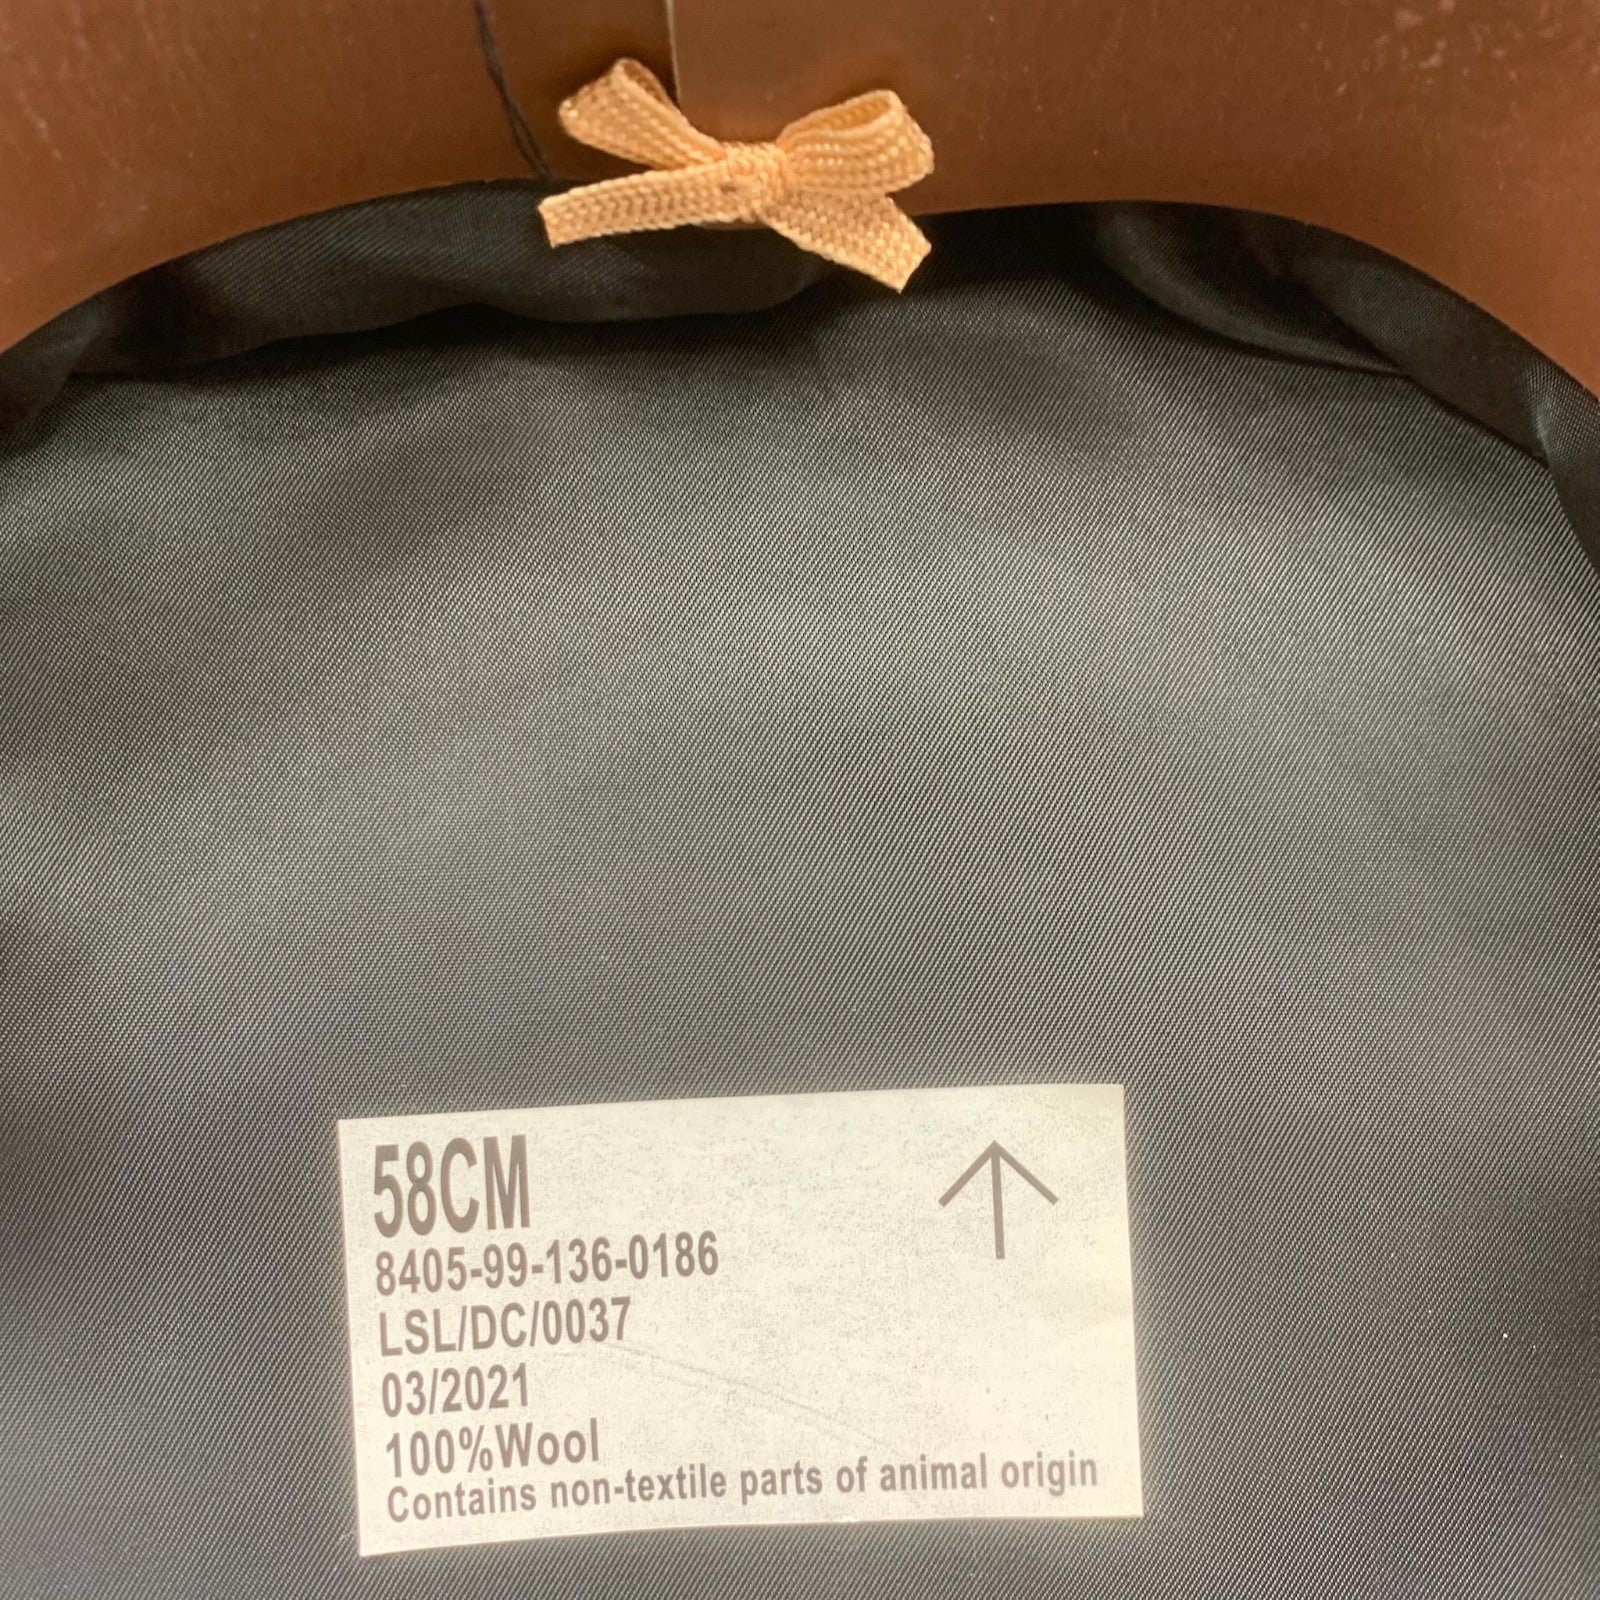 58CM
8405-99-136-0186
LSL/DC/0037
03/2021
100%Wool
Contains non-textile parts of animal origin